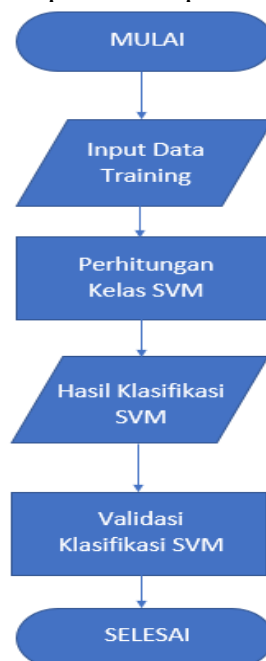 MULAI
Input Data
Training
Perhitungan
Kelas SVM
Hasil Klasifikasi
SVM
Validasi
Klasifikasi SVM
SELESAI